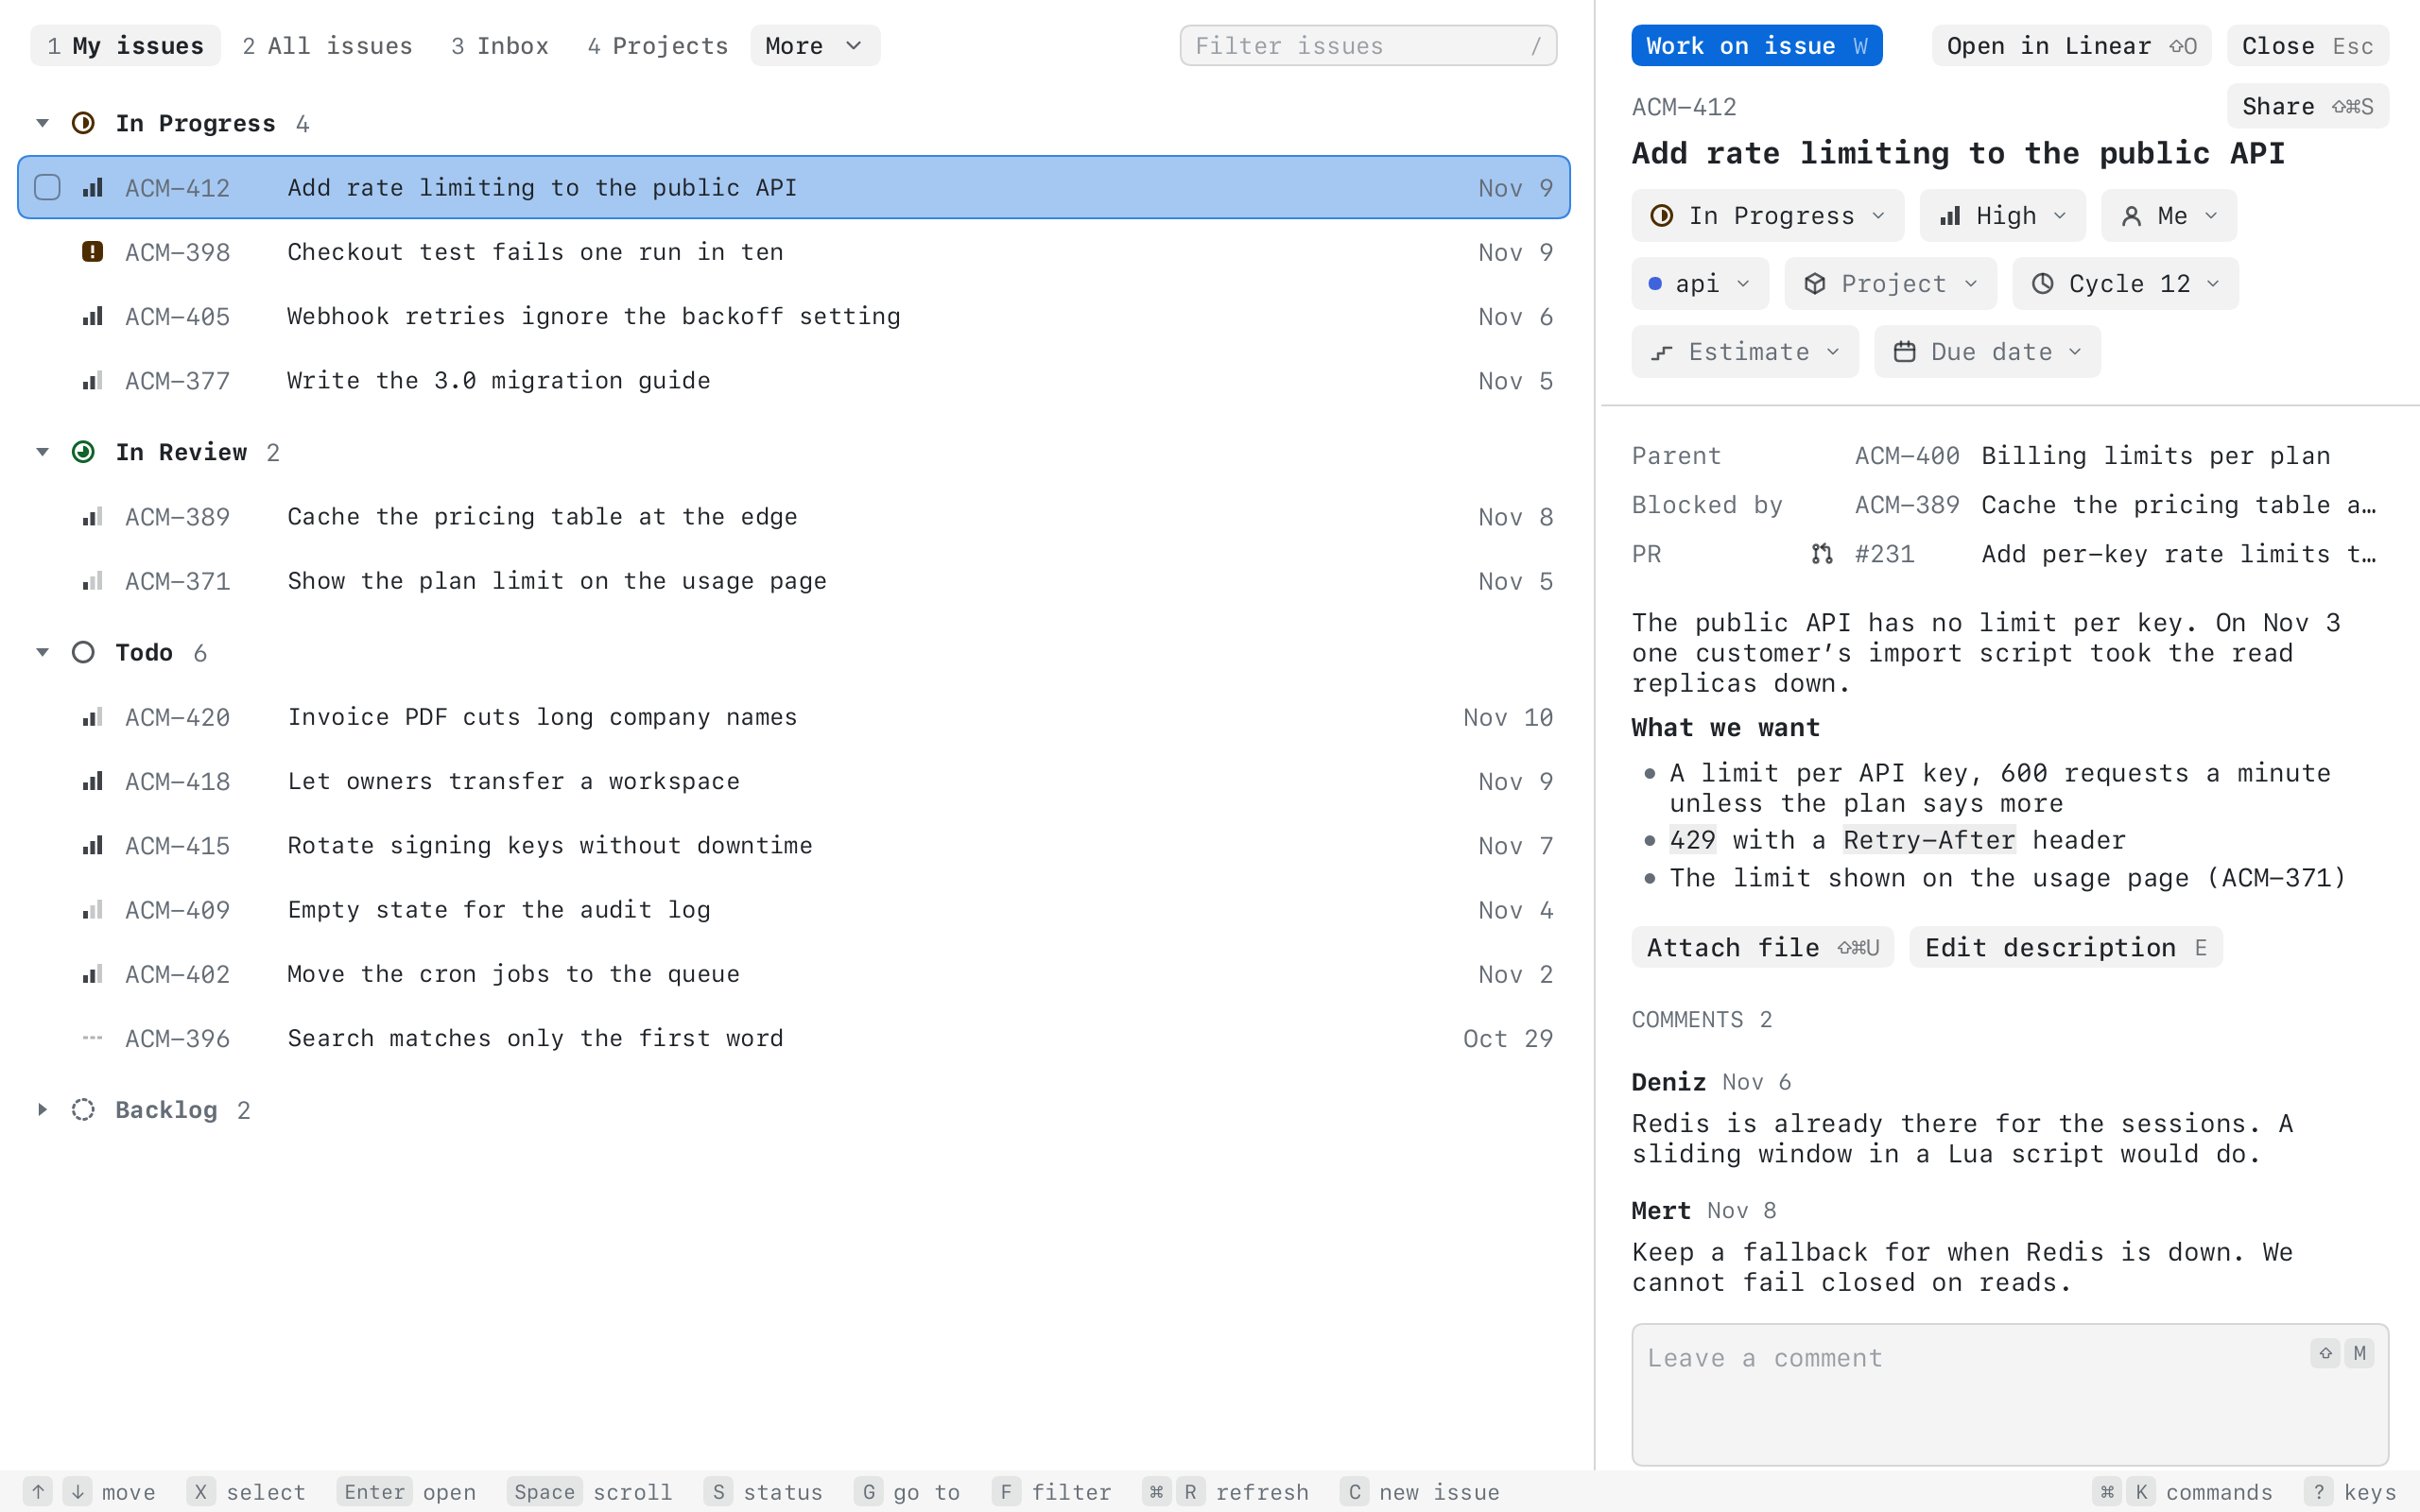 1 My issues 2 All issues 3 Inbox 4 Projects More Filter issues /
In Progress 4
ACM-412 Add rate limiting to the public API Nov 9
ACM-398 Checkout test fails one run in ten Nov 9
ACM-405 Webhook retries ignore the backoff setting Nov 6
ACM-377 Write the 3.0 migration guide Nov 5
In Review 2
ACM-389 Cache the pricing table at the edge Nov 8
ACM-371 Show the plan limit on the usage page Nov 5
Todo 6
ACM-420 Invoice PDF cuts long company names Nov 10
ACM-418 Let owners transfer a workspace Nov 9
ACM-415 Rotate signing keys without downtime Nov 7
ACM-409 Empty state for the audit log Nov 4
ACM-402 Move the cron jobs to the queue Nov 2
ACM-396 Search matches only the first word Oct 29
Backlog 2
Work on issue W Open in Linear ⇧O Close Esc
ACM-412 Share ⇧⌘S
Add rate limiting to the public API
In Progress High Me
api Project Cycle 12
Estimate Due date
Parent ACM-400 Billing limits per plan
Blocked by ACM-389 Cache the pricing table a…
PR #231 Add per-key rate limits t…
The public API has no limit per key. On Nov 3
one customer’s import script took the read
replicas down.
What we want
• A limit per API key, 600 requests a minute
unless the plan says more
• 429 with a Retry-After header
• The limit shown on the usage page (ACM-371)
Attach file ⇧⌘U Edit description E
COMMENTS 2
Deniz Nov 6
Redis is already there for the sessions. A
sliding window in a Lua script would do.
Mert Nov 8
Keep a fallback for when Redis is down. We
cannot fail closed on reads.
Leave a comment ⇧ M
↑ ↓ move X select Enter open Space scroll S status G go to F filter ⌘ R refresh C new issue ⌘ K commands ? keys